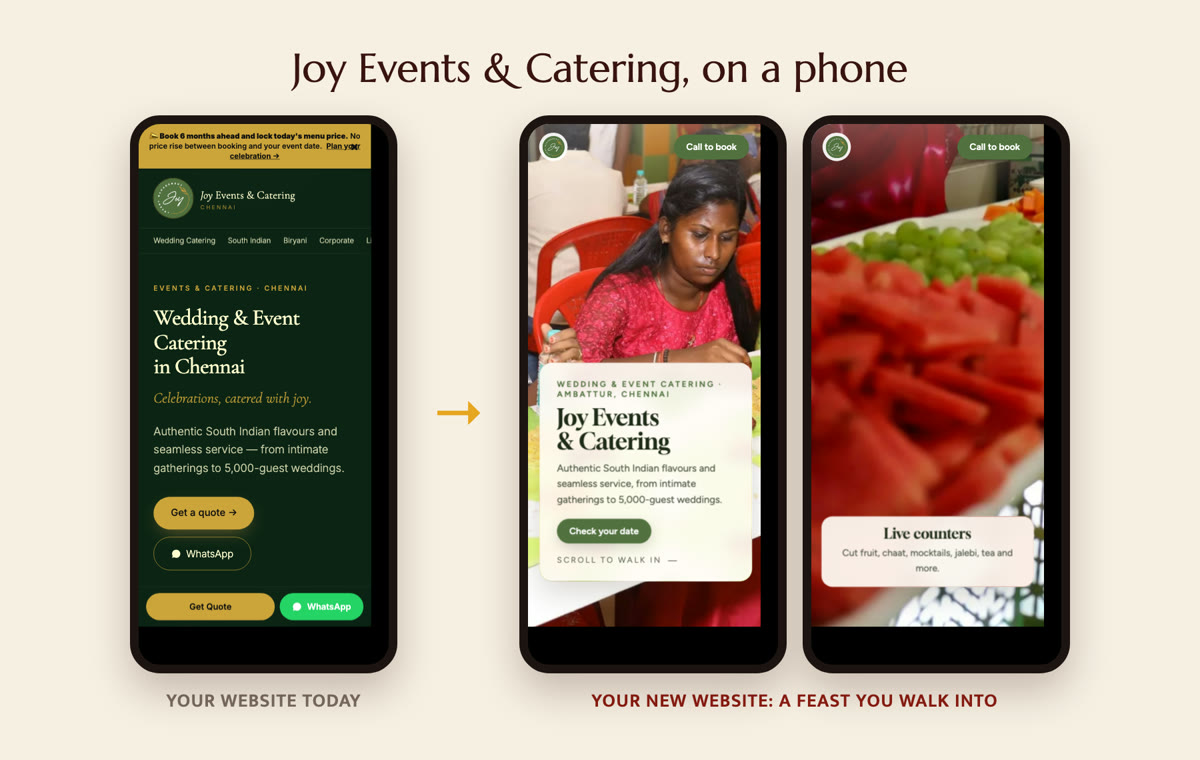 Joy Events & Catering, on a phone
Book 6 months ahead and lock today's menu price. No
price rise between booking and your event date. Plan your
celebration →
Joy
Joy Events & Catering
CHENNAI
Wedding Catering South Indian Biryani Corporate Li
EVENTS & CATERING · CHENNAI
Wedding & Event
Catering
in Chennai
Celebrations, catered with joy.
Authentic South Indian flavours and
seamless service — from intimate
gatherings to 5,000-guest weddings.
Get a quote →
WhatsApp
Get Quote
WhatsApp
YOUR WEBSITE TODAY
Joy
Call to book
WEDDING & EVENT CATERING ·
AMBATTUR, CHENNAI
Joy Events
& Catering
Authentic South Indian flavours and
seamless service, from intimate
gatherings to 5,000-guest weddings.
Check your date
SCROLL TO WALK IN —
Joy
Call to book
Live counters
Cut fruit, chaat, mocktails, jalebi, tea and
more.
YOUR NEW WEBSITE: A FEAST YOU WALK INTO